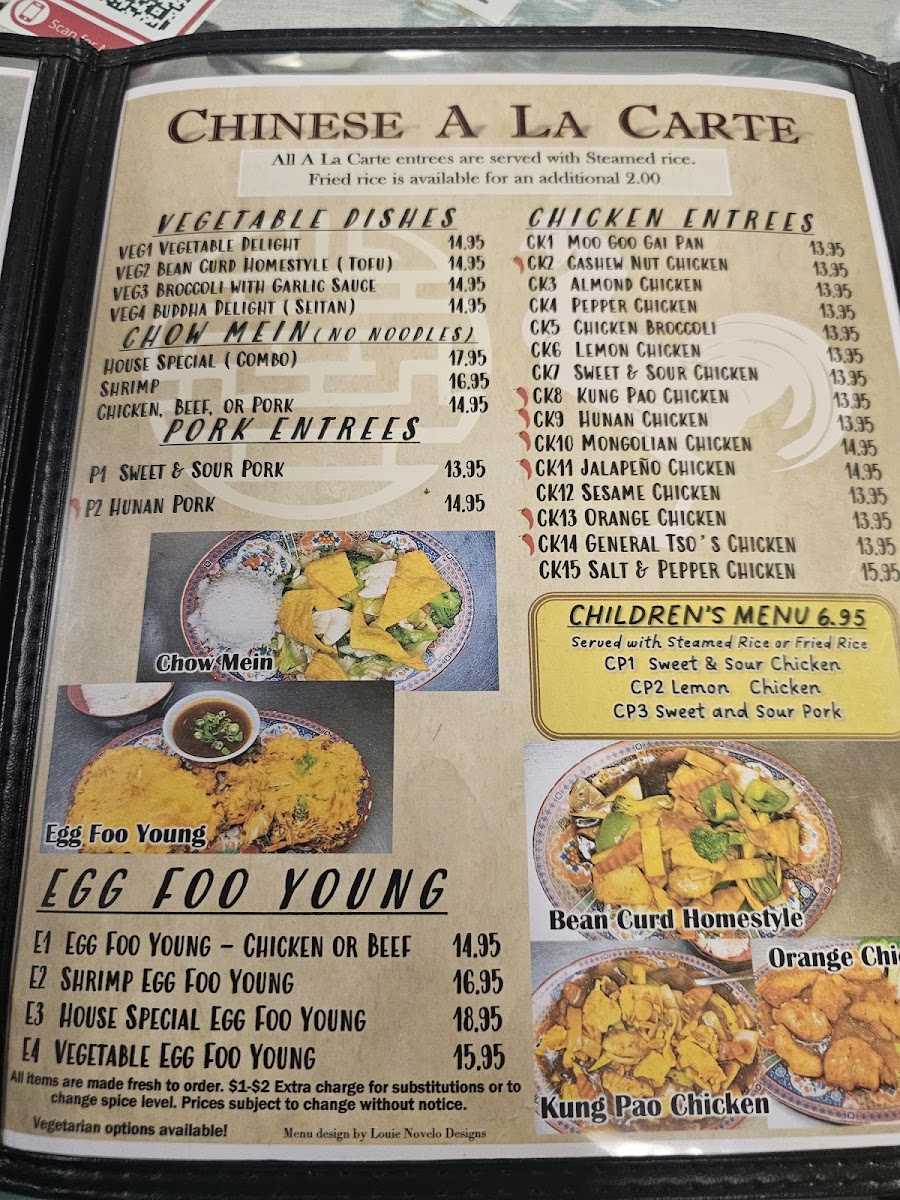 Scan for
CHINESE A LA CARTE
All A La Carte entrees are served with Steamed rice.
Fried rice is available for an additional 2.00
VEGETABLE DISHES
VEG1 VEGETABLE DELIGHT 14.95
VEG2 BEAN CURD HOMESTYLE ( TOFU) 14.95
VEG3 BROCCOLI WITH GARLIC SAUCE 14.95
VEG4 BUDDHA DELIGHT ( SEITAN) 14.95
CHOW MEIN (NO NOODLES)
HOUSE SPECIAL ( COMBO) 17.95
SHRIMP 16.95
CHICKEN, BEEF, OR PORK 14.95
PORK ENTREES
P1 SWEET & SOUR PORK 13.95
P2 HUNAN PORK 14.95
Chow Mein
Egg Foo Young
EGG FOO YOUNG
E1 EGG FOO YOUNG - CHICKEN OR BEEF 14.95
E2 SHRIMP EGG FOO YOUNG 16.95
E3 HOUSE SPECIAL EGG FOO YOUNG 18.95
E4 VEGETABLE EGG FOO YOUNG 15.95
All items are made fresh to order. $1-$2 Extra charge for substitutions or to
change spice level. Prices subject to change without notice.
Vegetarian options available!
Menu design by Louie Novelo Designs
CHICKEN ENTREES
CK1 MOO GOO GAI PAN 13.95
CK2 CASHEW NUT CHICKEN 13.95
CK3 ALMOND CHICKEN 13.95
CK4 PEPPER CHICKEN 13.95
CK5 CHICKEN BROCCOLI 13.95
CK6 LEMON CHICKEN 13.95
CK7 SWEET & SOUR CHICKEN 13.95
CK8 KUNG PAO CHICKEN 13.95
CK9 HUNAN CHICKEN 13.95
CK10 MONGOLIAN CHICKEN 14.95
CK11 JALAPEÑO CHICKEN 14.95
CK12 SESAME CHICKEN 13.95
CK13 ORANGE CHICKEN 13.95
CK14 GENERAL TSO'S CHICKEN 13.95
CK15 SALT & PEPPER CHICKEN 15.95
CHILDREN'S MENU 6.95
Served with Steamed Rice or Fried Rice
CP1 Sweet & Sour Chicken
CP2 Lemon Chicken
CP3 Sweet and Sour Pork
Bean Curd Homestyle
Orange Chi
Kung Pao Chicken